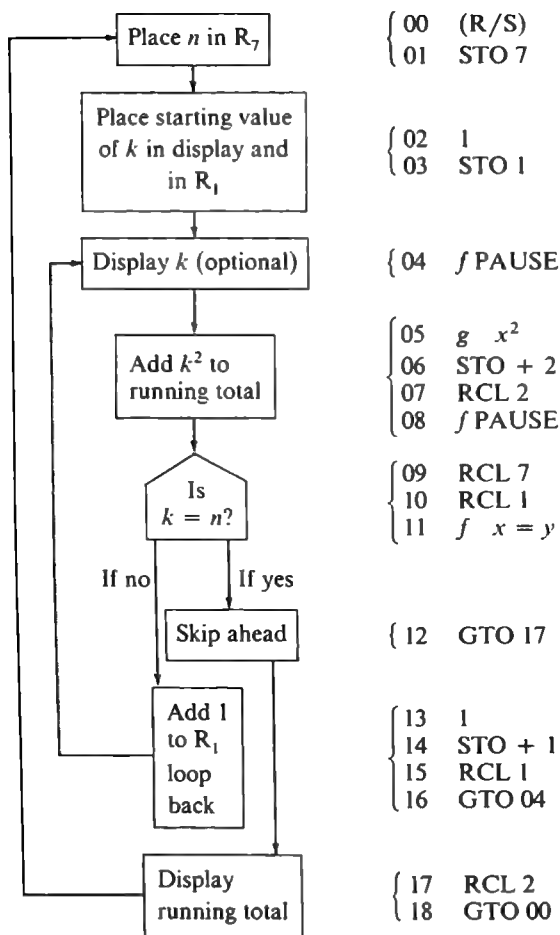 Place n in R₇
00 (R/S)
01 STO 7
Place starting value
of k in display and
in R₁
02 1
03 STO 1
Display k (optional)
04 f PAUSE
Add k² to
running total
05 g x²
06 STO + 2
07 RCL 2
08 f PAUSE
Is
k = n?
09 RCL 7
10 RCL 1
11 f x = y
If no
If yes
Skip ahead
12 GTO 17
Add 1
to R₁
loop
back
13 1
14 STO + 1
15 RCL 1
16 GTO 04
Display
running total
17 RCL 2
18 GTO 00